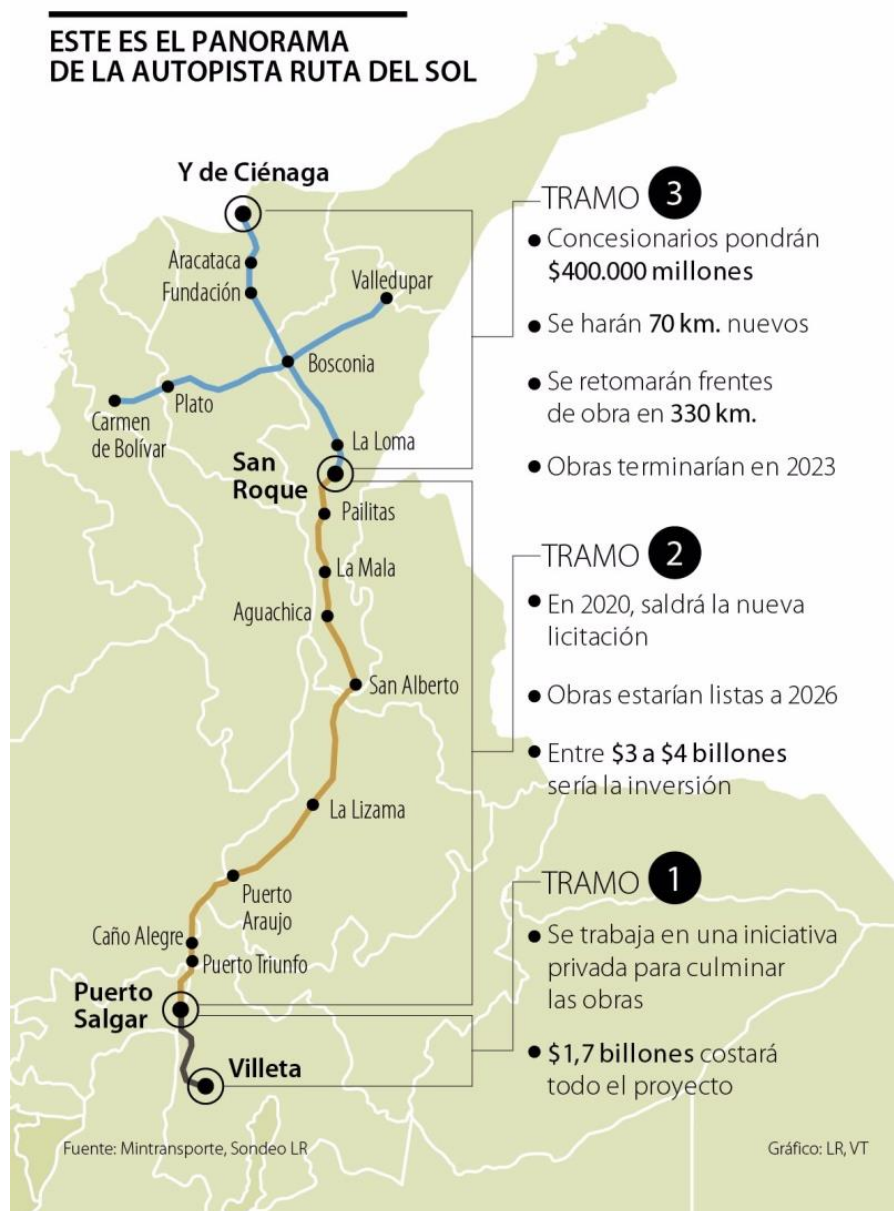 ESTE ES EL PANORAMA
DE LA AUTOPISTA RUTA DEL SOL
Y de Ciénaga
Aracataca
Fundación
Valledupar
Bosconia
Plato
Carmen
de Bolívar
La Loma
San
Roque
Pailitas
La Mala
Aguachica
San Alberto
La Lizama
Puerto
Araujo
Caño Alegre
Puerto Triunfo
Puerto
Salgar
Villeta
TRAMO 3
• Concesionarios pondrán
$400.000 millones
• Se harán 70 km. nuevos
• Se retomarán frentes
de obra en 330 km.
• Obras terminarían en 2023
TRAMO 2
• En 2020, saldrá la nueva
licitación
• Obras estarían listas a 2026
• Entre $3 a $4 billones
sería la inversión
TRAMO 1
• Se trabaja en una iniciativa
privada para culminar
las obras
• $1,7 billones costará
todo el proyecto
Fuente: Mintransporte, Sondeo LR
Gráfico: LR, VT